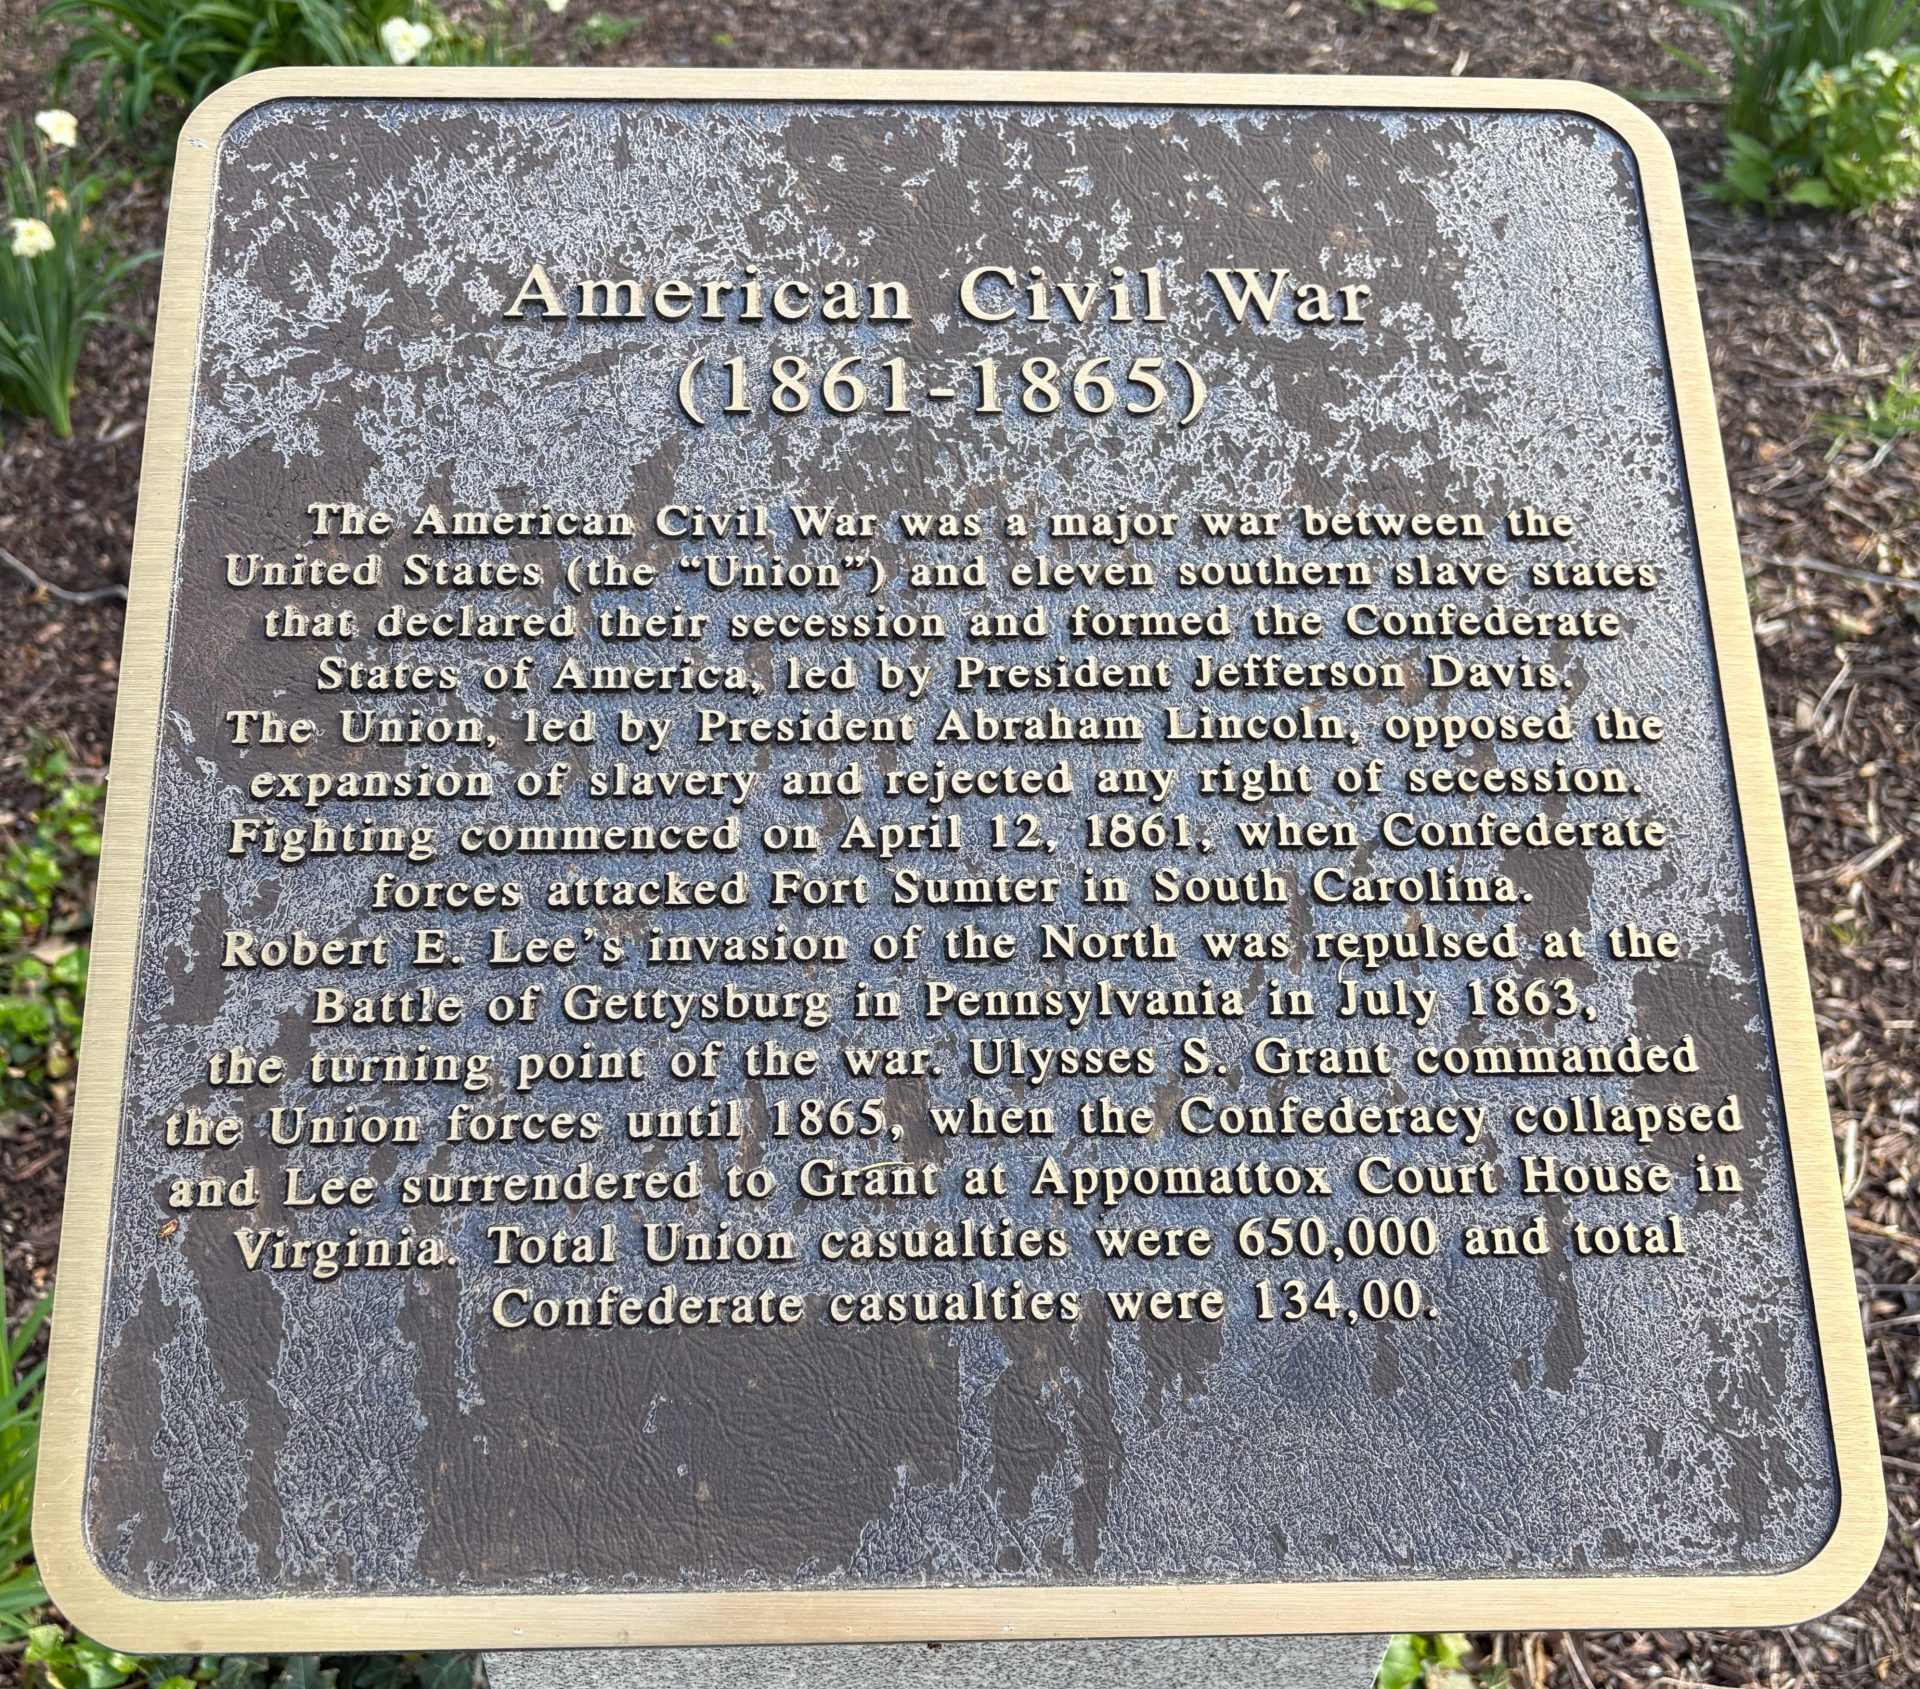 American Civil War
(1861-1865)
The American Civil War was a major war between the
United States (the “Union”) and eleven southern slave states
that declared their secession and formed the Confederate
States of America, led by President Jefferson Davis.
The Union, led by President Abraham Lincoln, opposed the
expansion of slavery and rejected any right of secession.
Fighting commenced on April 12, 1861, when Confederate
forces attacked Fort Sumter in South Carolina.
Robert E. Lee’s invasion of the North was repulsed at the
Battle of Gettysburg in Pennsylvania in July 1863,
the turning point of the war. Ulysses S. Grant commanded
the Union forces until 1865, when the Confederacy collapsed
and Lee surrendered to Grant at Appomattox Court House in
Virginia. Total Union casualties were 650,000 and total
Confederate casualties were 134,00.